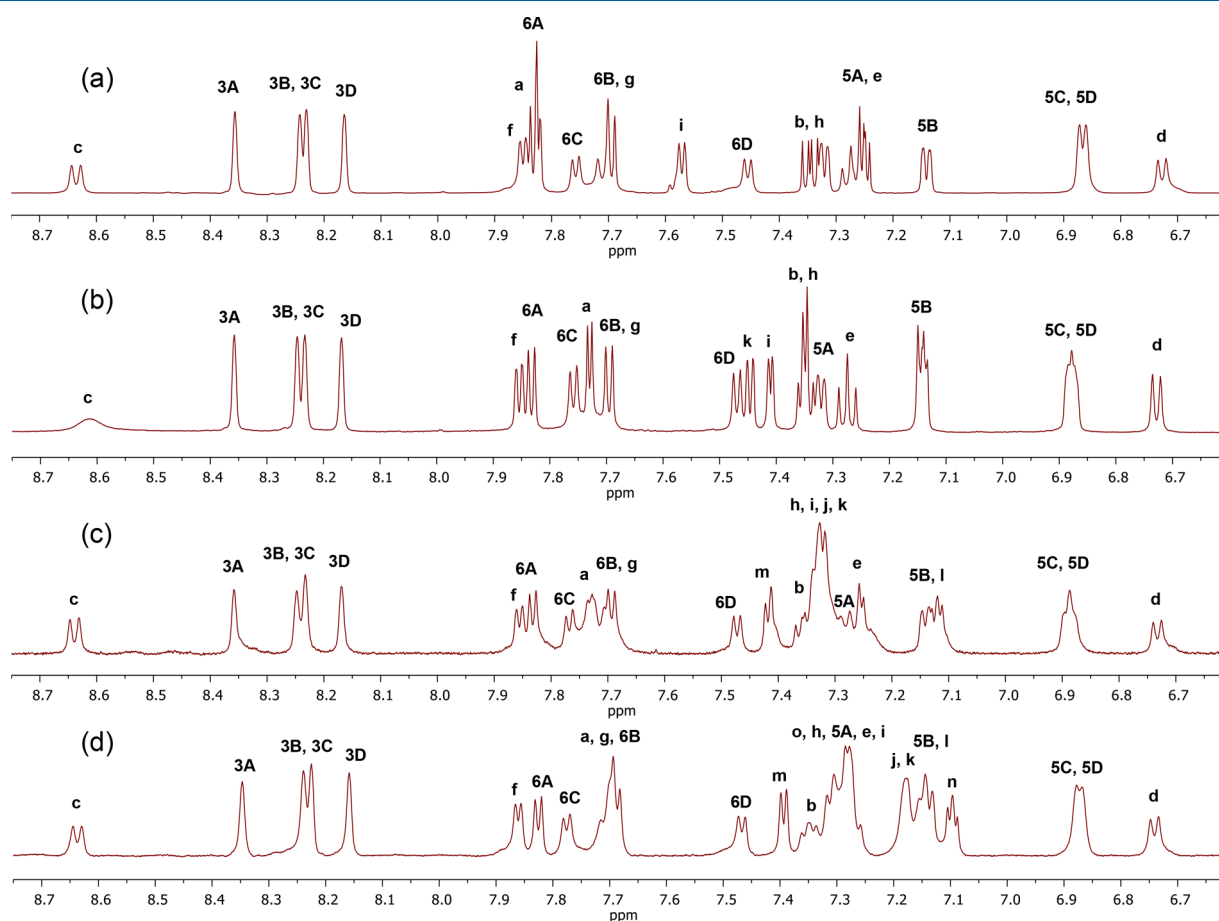 (a)
c
3A
3B, 3C
3D
f
a
6A
6C
6B, g
i
6D
b, h
5A, e
5B
5C, 5D
d
8.7 8.6 8.5 8.4 8.3 8.2 8.1 8.0 7.9 7.8 7.7 7.6 7.5 7.4 7.3 7.2 7.1 7.0 6.9 6.8 6.7
ppm
(b)
c
3A
3B, 3C
3D
f
6A
6C
a
6B, g
6D
k
i
b, h
5A
e
5B
5C, 5D
d
8.7 8.6 8.5 8.4 8.3 8.2 8.1 8.0 7.9 7.8 7.7 7.6 7.5 7.4 7.3 7.2 7.1 7.0 6.9 6.8 6.7
ppm
(c)
c
3A
3B, 3C
3D
f
6A
6C
a
6B, g
6D
m
b
h, i, j, k
5A
e
5B, l
5C, 5D
d
8.7 8.6 8.5 8.4 8.3 8.2 8.1 8.0 7.9 7.8 7.7 7.6 7.5 7.4 7.3 7.2 7.1 7.0 6.9 6.8 6.7
ppm
(d)
c
3A
3B, 3C
3D
f
6A
6C
a, g, 6B
6D
m
b
o, h, 5A, e, i
j, k
5B, l
n
5C, 5D
d
8.7 8.6 8.5 8.4 8.3 8.2 8.1 8.0 7.9 7.8 7.7 7.6 7.5 7.4 7.3 7.2 7.1 7.0 6.9 6.8 6.7
ppm